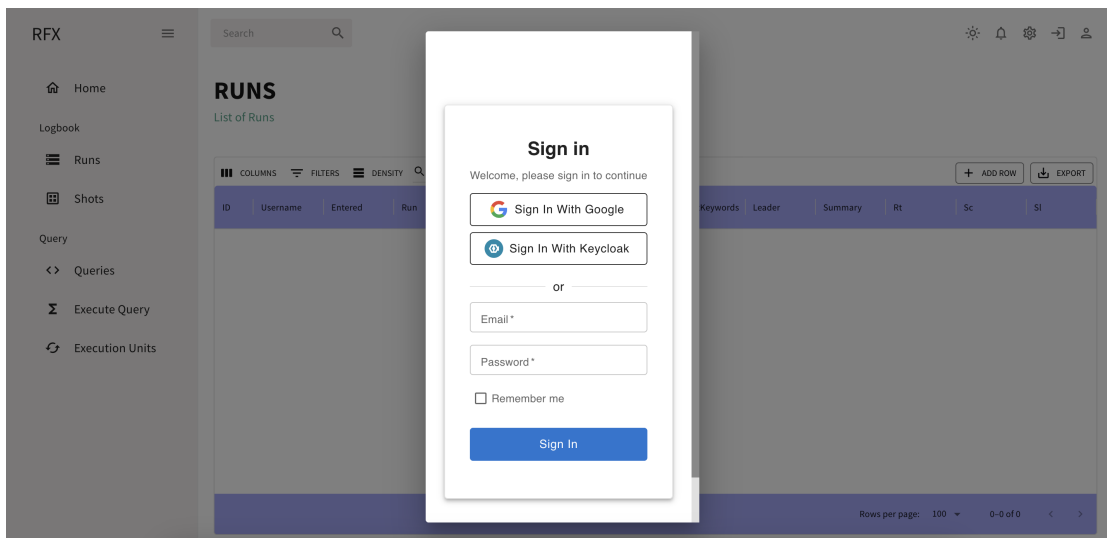 RFX
Search
Home
Logbook
Runs
Shots
Query
Queries
Execute Query
Execution Units
RUNS
List of Runs
COLUMNS FILTERS DENSITY
ADD ROW EXPORT
ID Username Entered Run Keywords Leader Summary Rt Sc Sl
Sign in
Welcome, please sign in to continue
Sign In With Google
Sign In With Keycloak
or
Email *
Password *
Remember me
Sign In
Rows per page: 100 0–0 of 0